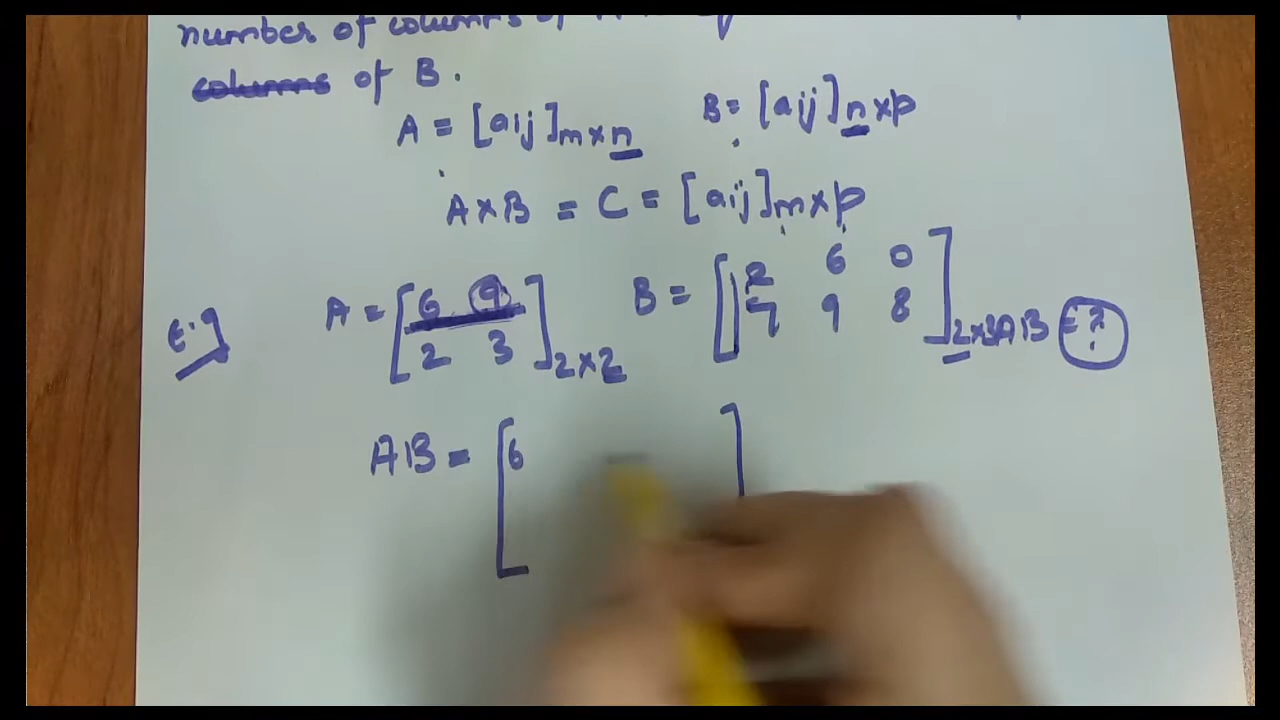 number of columns of
columns of B.
A = [aij]m×n B = [aij]n×p
A×B = C = [aij]m×p
E.g A = [6 9 B = [2 6 0
2 3]2×2 7 9 8]2×3 AB = ?
AB = [6 ]